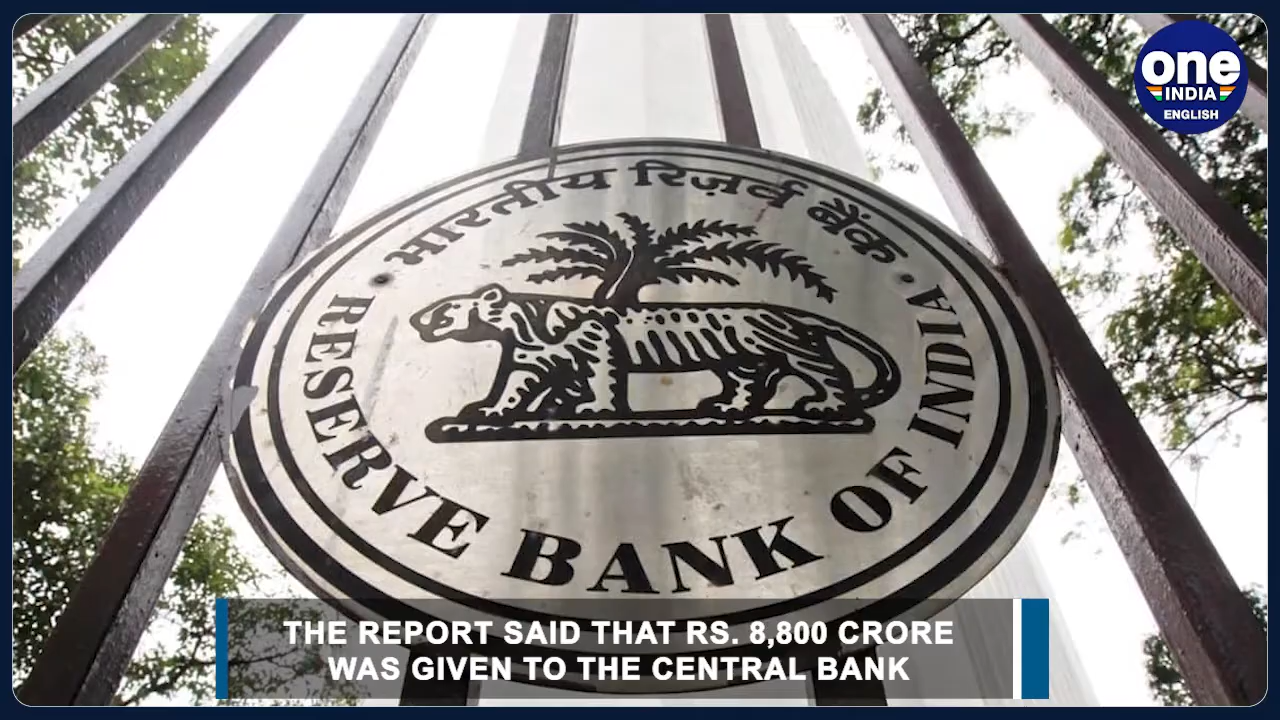 one
INDIA
ENGLISH
भारतीय रिज़र्व बैंक
RESERVE BANK OF INDIA
THE REPORT SAID THAT RS. 8,800 CRORE
WAS GIVEN TO THE CENTRAL BANK